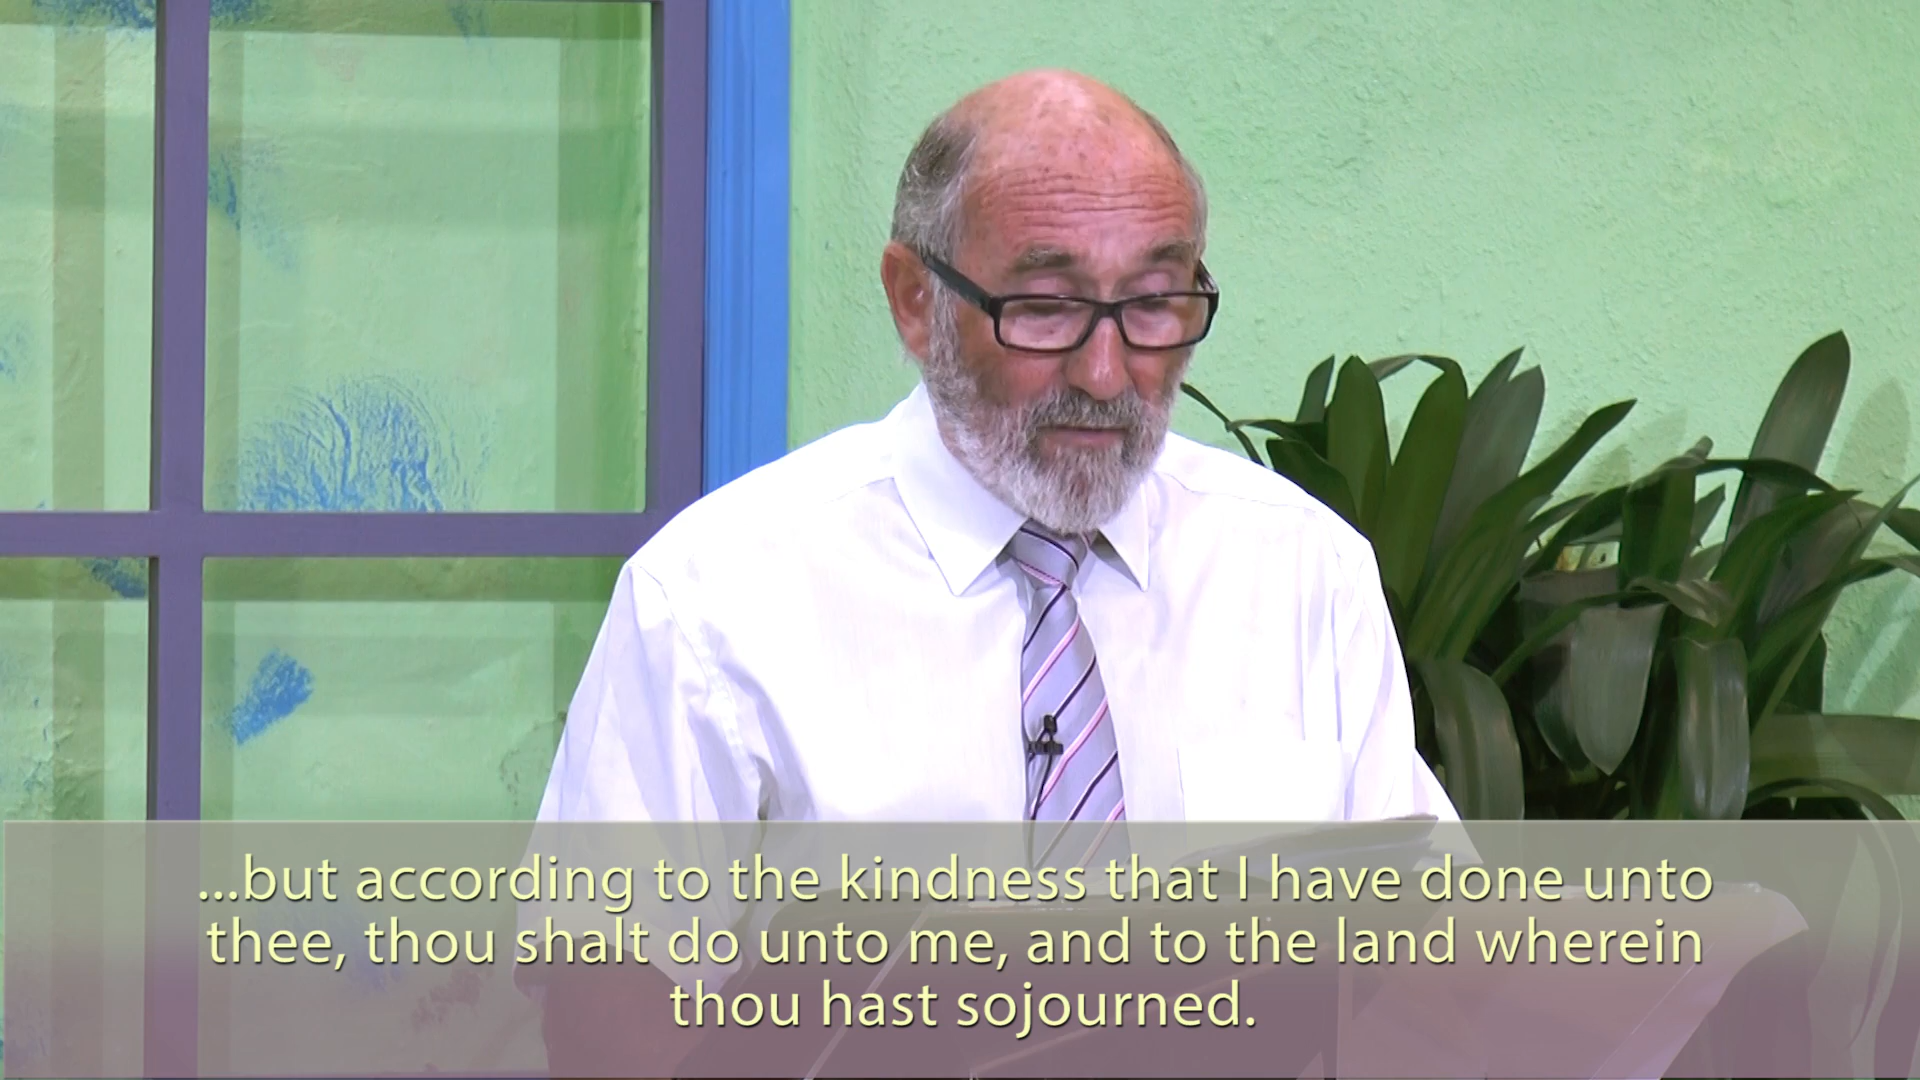 ...but according to the kindness that I have done unto
thee, thou shalt do unto me, and to the land wherein
thou hast sojourned.